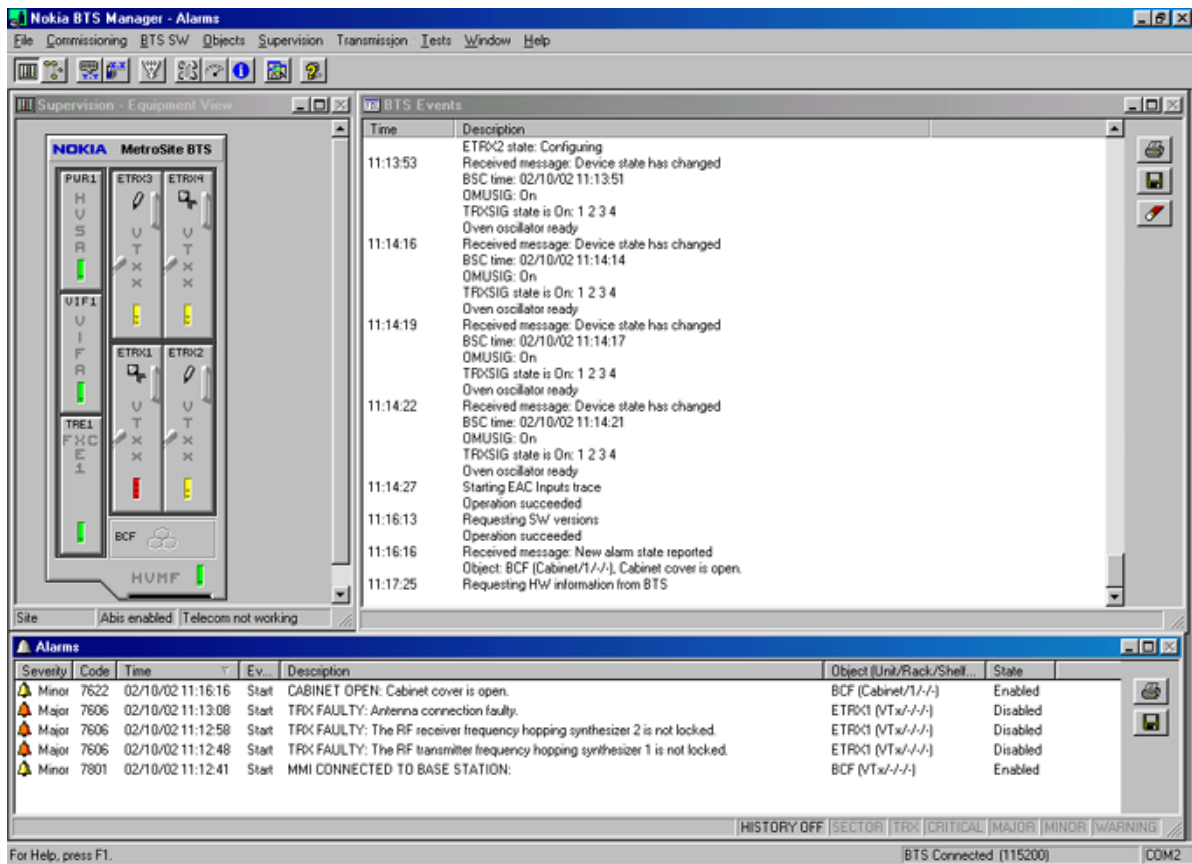 Nokia BTS Manager - Alarms
File Commissioning BTS SW Objects Supervision Transmission Tests Window Help
Supervision - Equipment View
NOKIA MetroSite BTS
PUR1
HVSA
ETRX3
VTXX
ETRX4
VTXX
VIF1
VIFA
ETRX1
VTXX
ETRX2
VTXX
TRE1
FXC
E
1
BCF
HVMF
Site Abis enabled Telecom not working
BTS Events
Time Description
ETRX2 state: Configuring
11:13:53 Received message: Device state has changed
BSC time: 02/10/02 11:13:51
OMUSIG: On
TRXSIG state is On: 1 2 3 4
Oven oscillator ready
11:14:16 Received message: Device state has changed
BSC time: 02/10/02 11:14:14
OMUSIG: On
TRXSIG state is On: 1 2 3 4
Oven oscillator ready
11:14:19 Received message: Device state has changed
BSC time: 02/10/02 11:14:17
OMUSIG: On
TRXSIG state is On: 1 2 3 4
Oven oscillator ready
11:14:22 Received message: Device state has changed
BSC time: 02/10/02 11:14:21
OMUSIG: On
TRXSIG state is On: 1 2 3 4
Oven oscillator ready
11:14:27 Starting EAC Inputs trace
Operation succeeded
11:16:13 Requesting SW versions
Operation succeeded
11:16:16 Received message: New alarm state reported
Object: BCF (Cabinet/1/-/-), Cabinet cover is open.
11:17:25 Requesting HW information from BTS
Alarms
Severity Code Time Ev... Description Object (Unit/Rack/Shelf... State
Minor 7622 02/10/02 11:16:16 Start CABINET OPEN: Cabinet cover is open. BCF (Cabinet/1/-/-) Enabled
Major 7606 02/10/02 11:13:08 Start TRX FAULTY: Antenna connection faulty. ETRX1 (VTx/-/-/-) Disabled
Major 7606 02/10/02 11:12:58 Start TRX FAULTY: The RF receiver frequency hopping synthesizer 2 is not locked. ETRX1 (VTx/-/-/-) Disabled
Major 7606 02/10/02 11:12:48 Start TRX FAULTY: The RF transmitter frequency hopping synthesizer 1 is not locked. ETRX1 (VTx/-/-/-) Disabled
Minor 7801 02/10/02 11:12:41 Start MMI CONNECTED TO BASE STATION: BCF (VTx/-/-/-) Enabled
HISTORY OFF SECTOR TRX CRITICAL MAJOR MINOR WARNING
For Help, press F1. BTS Connected (115200) COM2